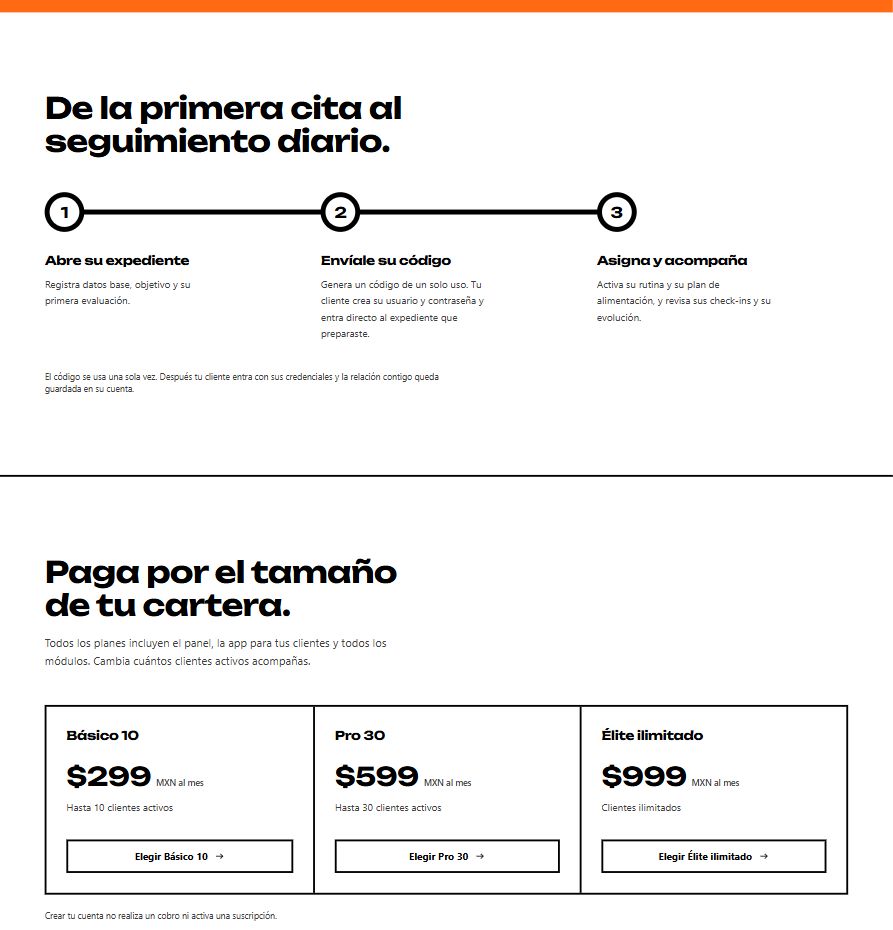 De la primera cita al
seguimiento diario.
1
2
3
Abre su expediente
Registra datos base, objetivo y su
primera evaluación.
Envíale su código
Genera un código de un solo uso. Tu
cliente crea su usuario y contraseña y
entra directo al expediente que
preparaste.
Asigna y acompaña
Activa su rutina y su plan de
alimentación, y revisa sus check-ins y su
evolución.
El código se usa una sola vez. Después tu cliente entra con sus credenciales y la relación contigo queda
guardada en su cuenta.
Paga por el tamaño
de tu cartera.
Todos los planes incluyen el panel, la app para tus clientes y todos los
módulos. Cambia cuántos clientes activos acompañas.
Básico 10
$299 MXN al mes
Hasta 10 clientes activos
Elegir Básico 10 →
Pro 30
$599 MXN al mes
Hasta 30 clientes activos
Elegir Pro 30 →
Élite ilimitado
$999 MXN al mes
Clientes ilimitados
Elegir Élite ilimitado →
Crear tu cuenta no realiza un cobro ni activa una suscripción.